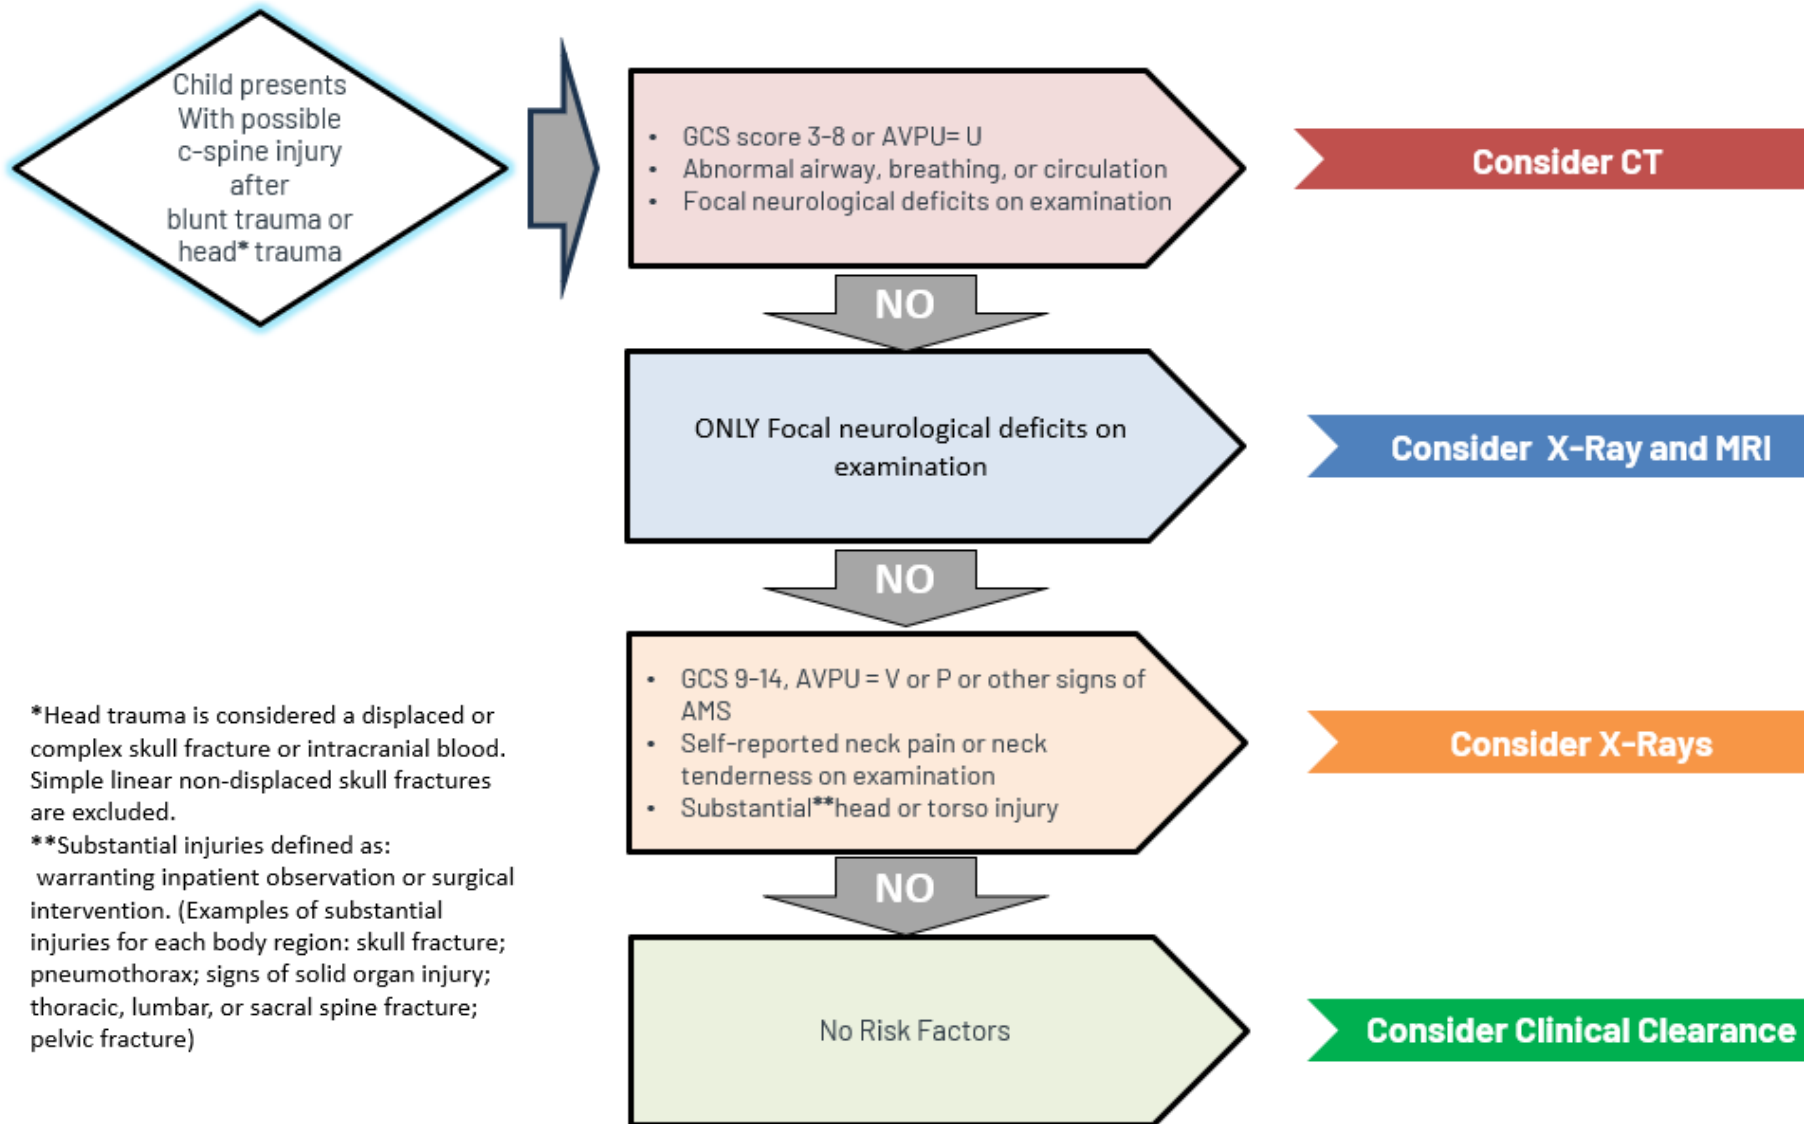 Child presents
With possible
c-spine injury
after
blunt trauma or
head* trauma
• GCS score 3-8 or AVPU= U
• Abnormal airway, breathing, or circulation
• Focal neurological deficits on examination
Consider CT
NO
ONLY Focal neurological deficits on
examination
Consider  X-Ray and MRI
NO
• GCS 9-14, AVPU = V or P or other signs of
AMS
• Self-reported neck pain or neck
tenderness on examination
• Substantial**head or torso injury
Consider X-Rays
NO
No Risk Factors
Consider Clinical Clearance
*Head trauma is considered a displaced or
complex skull fracture or intracranial blood.
Simple linear non-displaced skull fractures
are excluded.
**Substantial injuries defined as:
warranting inpatient observation or surgical
intervention. (Examples of substantial
injuries for each body region: skull fracture;
pneumothorax; signs of solid organ injury;
thoracic, lumbar, or sacral spine fracture;
pelvic fracture)